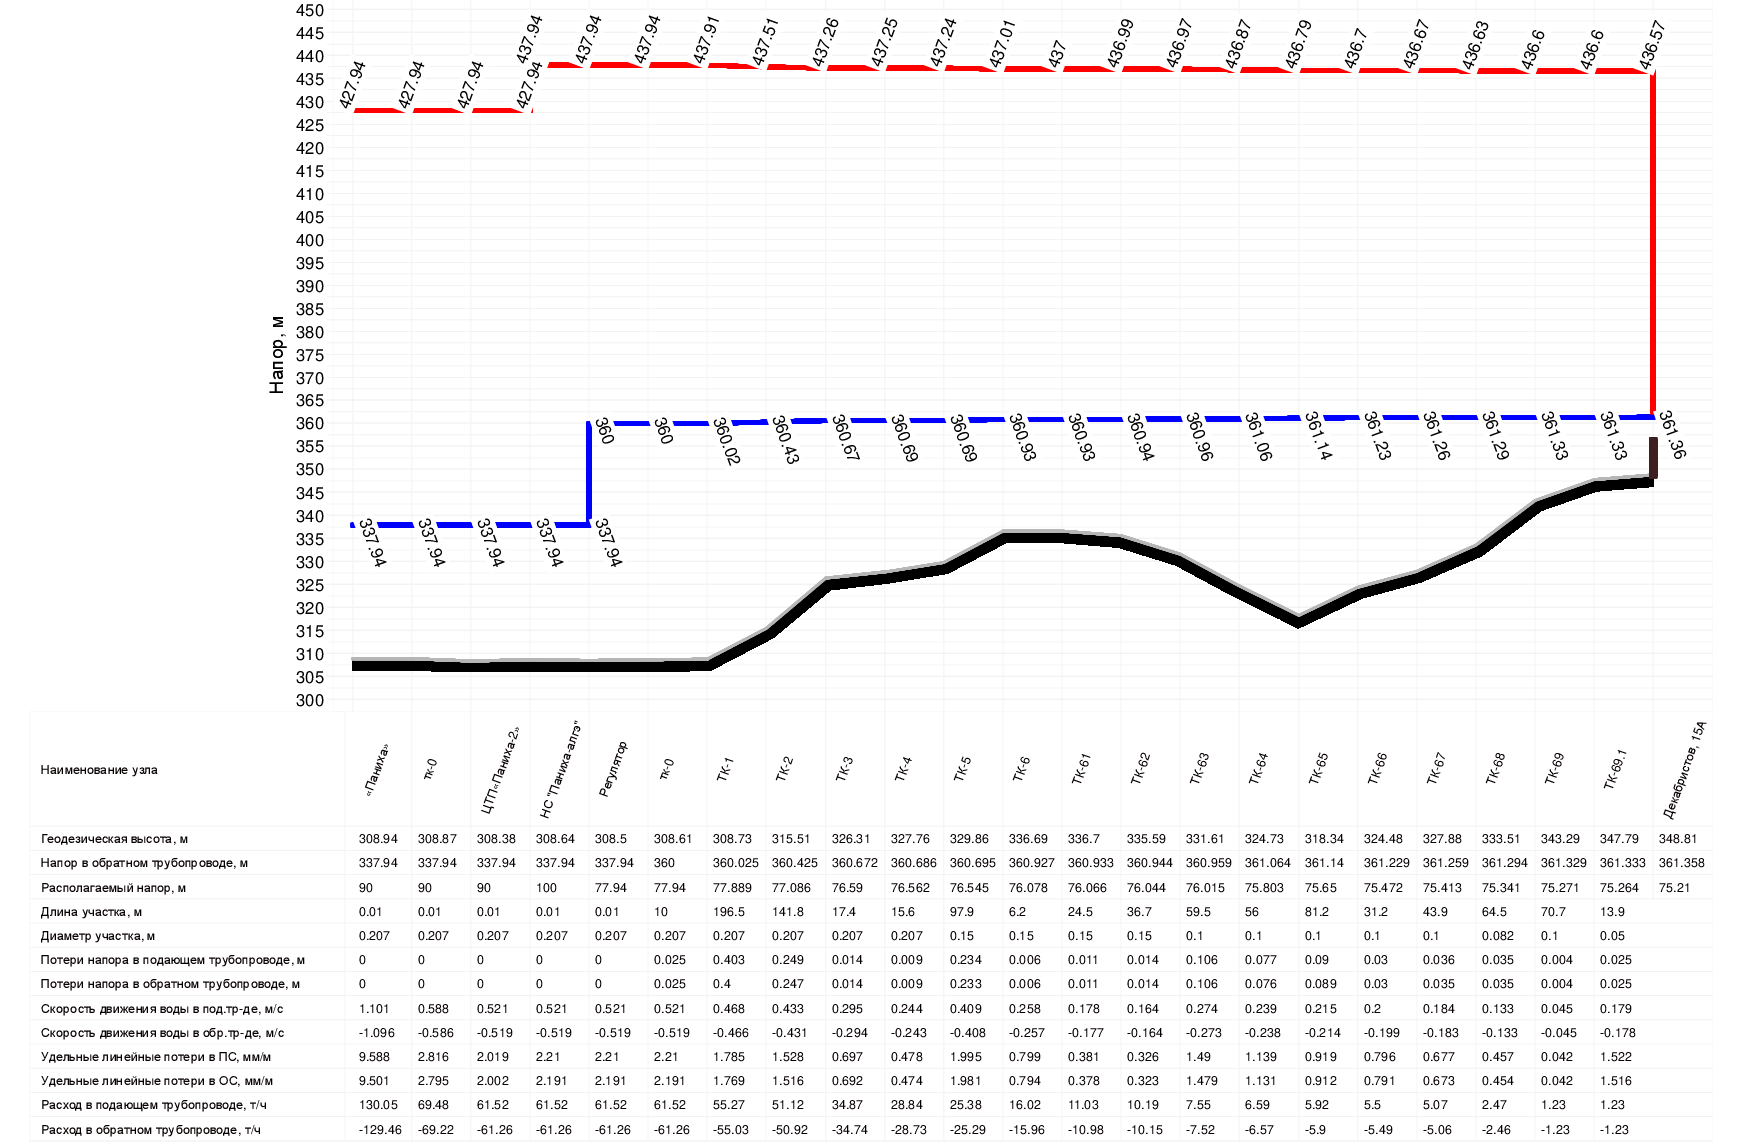 450
445
440
435
430
425
420
415
410
405
400
395
390
385
380
375
370
365
360
355
350
345
340
335
330
325
320
315
310
305
300
Напор, м
427.94 427.94 427.94 427.94
437.94 437.94 437.94 437.91 437.51 437.26 437.25 437.24 437.01 437 436.99 436.97 436.87 436.79 436.7 436.67 436.63 436.6 436.6 436.57
360 360 360.02 360.43 360.67 360.69 360.69 360.93 360.93 360.94 360.96 361.06 361.14 361.23 361.26 361.29 361.33 361.33 361.36
337.94 337.94 337.94 337.94 337.94
Наименование узла «Паниха» тк-0 ЦТП«Паниха-2» НС "Паниха-алгэ" Регулятор тк-0 ТК-1 ТК-2 ТК-3 ТК-4 ТК-5 ТК-6 ТК-61 ТК-62 ТК-63 ТК-64 ТК-65 ТК-66 ТК-67 ТК-68 ТК-69 ТК-69.1 Декабристов, 15А
Геодезическая высота, м 308.94 308.87 308.38 308.64 308.5 308.61 308.73 315.51 326.31 327.76 329.86 336.69 336.7 335.59 331.61 324.73 318.34 324.48 327.88 333.51 343.29 347.79 348.81
Напор в обратном трубопроводе, м 337.94 337.94 337.94 337.94 337.94 360 360.025 360.425 360.672 360.686 360.695 360.927 360.933 360.944 360.959 361.064 361.14 361.229 361.259 361.294 361.329 361.333 361.358
Располагаемый напор, м 90 90 90 100 77.94 77.94 77.889 77.086 76.59 76.562 76.545 76.078 76.066 76.044 76.015 75.803 75.65 75.472 75.413 75.341 75.271 75.264 75.21
Длина участка, м 0.01 0.01 0.01 0.01 0.01 10 196.5 141.8 17.4 15.6 97.9 6.2 24.5 36.7 59.5 56 81.2 31.2 43.9 64.5 70.7 13.9
Диаметр участка, м 0.207 0.207 0.207 0.207 0.207 0.207 0.207 0.207 0.207 0.207 0.15 0.15 0.15 0.15 0.1 0.1 0.1 0.1 0.1 0.082 0.1 0.05
Потери напора в подающем трубопроводе, м 0 0 0 0 0 0.025 0.403 0.249 0.014 0.009 0.234 0.006 0.011 0.014 0.106 0.077 0.09 0.03 0.036 0.035 0.004 0.025
Потери напора в обратном трубопроводе, м 0 0 0 0 0 0.025 0.4 0.247 0.014 0.009 0.233 0.006 0.011 0.014 0.106 0.076 0.089 0.03 0.035 0.035 0.004 0.025
Скорость движения воды в под.тр-де, м/с 1.101 0.588 0.521 0.521 0.521 0.521 0.468 0.433 0.295 0.244 0.409 0.258 0.178 0.164 0.274 0.239 0.215 0.2 0.184 0.133 0.045 0.179
Скорость движения воды в обр.тр-де, м/с -1.096 -0.586 -0.519 -0.519 -0.519 -0.519 -0.466 -0.431 -0.294 -0.243 -0.408 -0.257 -0.177 -0.164 -0.273 -0.238 -0.214 -0.199 -0.183 -0.133 -0.045 -0.178
Удельные линейные потери в ПС, мм/м 9.588 2.816 2.019 2.21 2.21 2.21 1.785 1.528 0.697 0.478 1.995 0.799 0.381 0.326 1.49 1.139 0.919 0.796 0.677 0.457 0.042 1.522
Удельные линейные потери в ОС, мм/м 9.501 2.795 2.002 2.191 2.191 2.191 1.769 1.516 0.692 0.474 1.981 0.794 0.378 0.323 1.479 1.131 0.912 0.791 0.673 0.454 0.042 1.516
Расход в подающем трубопроводе, т/ч 130.05 69.48 61.52 61.52 61.52 61.52 55.27 51.12 34.87 28.84 25.38 16.02 11.03 10.19 7.55 6.59 5.92 5.5 5.07 2.47 1.23 1.23
Расход в обратном трубопроводе, т/ч -129.46 -69.22 -61.26 -61.26 -61.26 -61.26 -55.03 -50.92 -34.74 -28.73 -25.29 -15.96 -10.98 -10.15 -7.52 -6.57 -5.9 -5.49 -5.06 -2.46 -1.23 -1.23